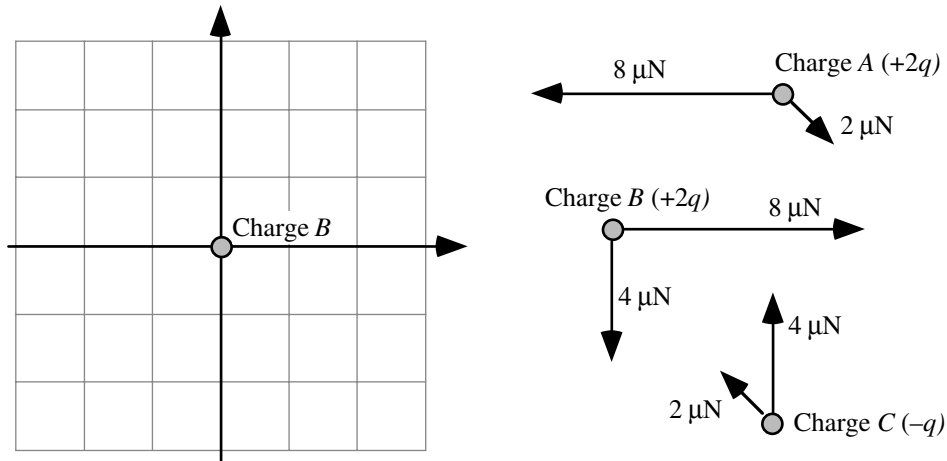 Charge B
8 µN
Charge A (+2q)
2 µN
Charge B (+2q)
8 µN
4 µN
4 µN
2 µN
Charge C (–q)